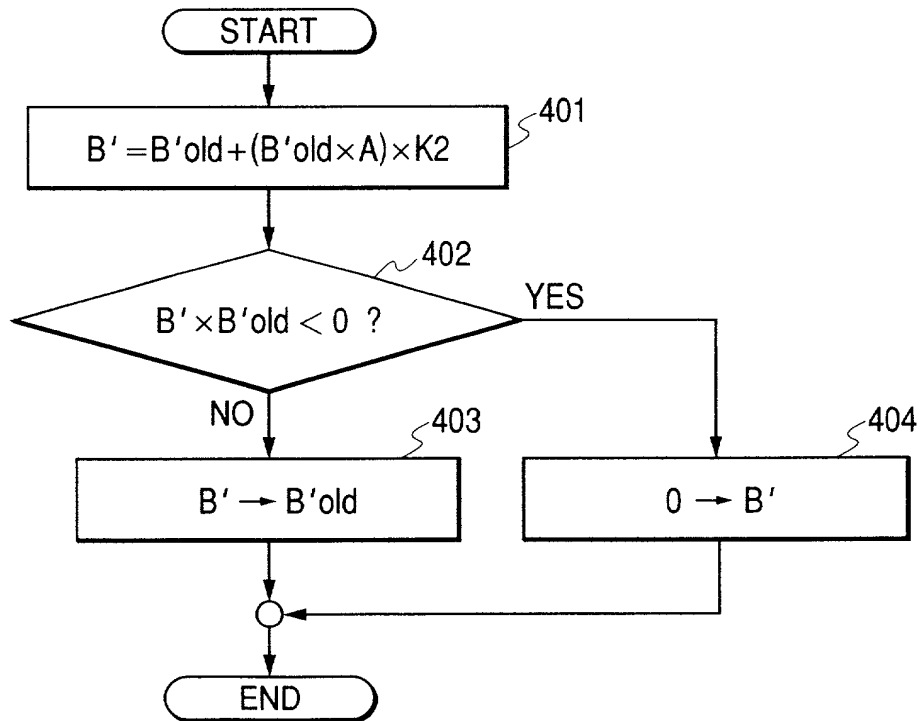 START
401
B' =B'old+(B'old×A)×K2
402
B' ×B'old < 0 ?
YES
NO
403
404
B' → B'old
0 → B'
END